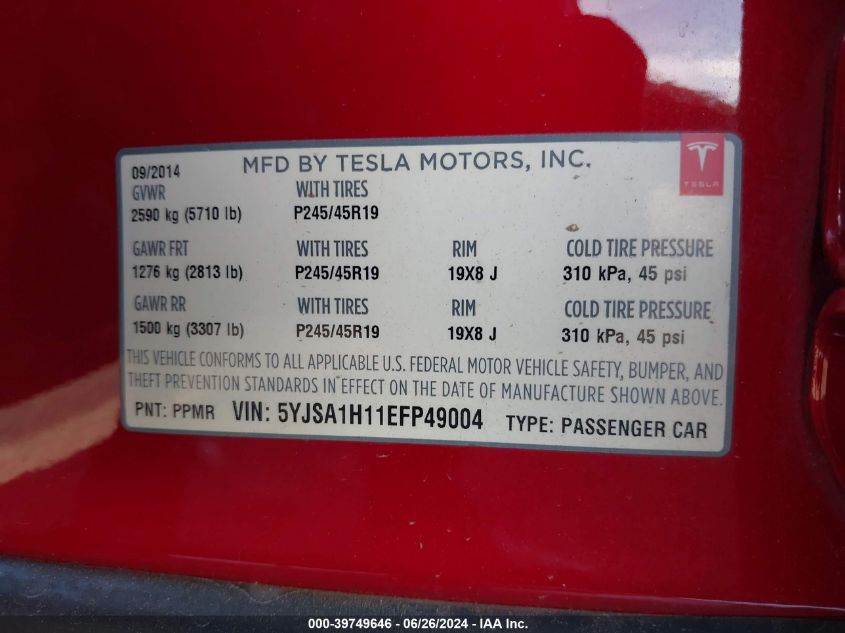 09/2014 MFD BY TESLA MOTORS, INC.
TESLA
GVWR WITH TIRES
2590 kg (5710 lb) P245/45R19
GAWR FRT WITH TIRES RIM COLD TIRE PRESSURE
1276 kg (2813 lb) P245/45R19 19X8 J 310 kPa, 45 psi
GAWR RR WITH TIRES RIM COLD TIRE PRESSURE
1500 kg (3307 lb) P245/45R19 19X8 J 310 kPa, 45 psi
THIS VEHICLE CONFORMS TO ALL APPLICABLE U.S. FEDERAL MOTOR VEHICLE SAFETY, BUMPER, AND
THEFT PREVENTION STANDARDS IN EFFECT ON THE DATE OF MANUFACTURE SHOWN ABOVE.
PNT: PPMR VIN: 5YJSA1H11EFP49004 TYPE: PASSENGER CAR
000-39749646 - 06/26/2024 - IAA Inc.